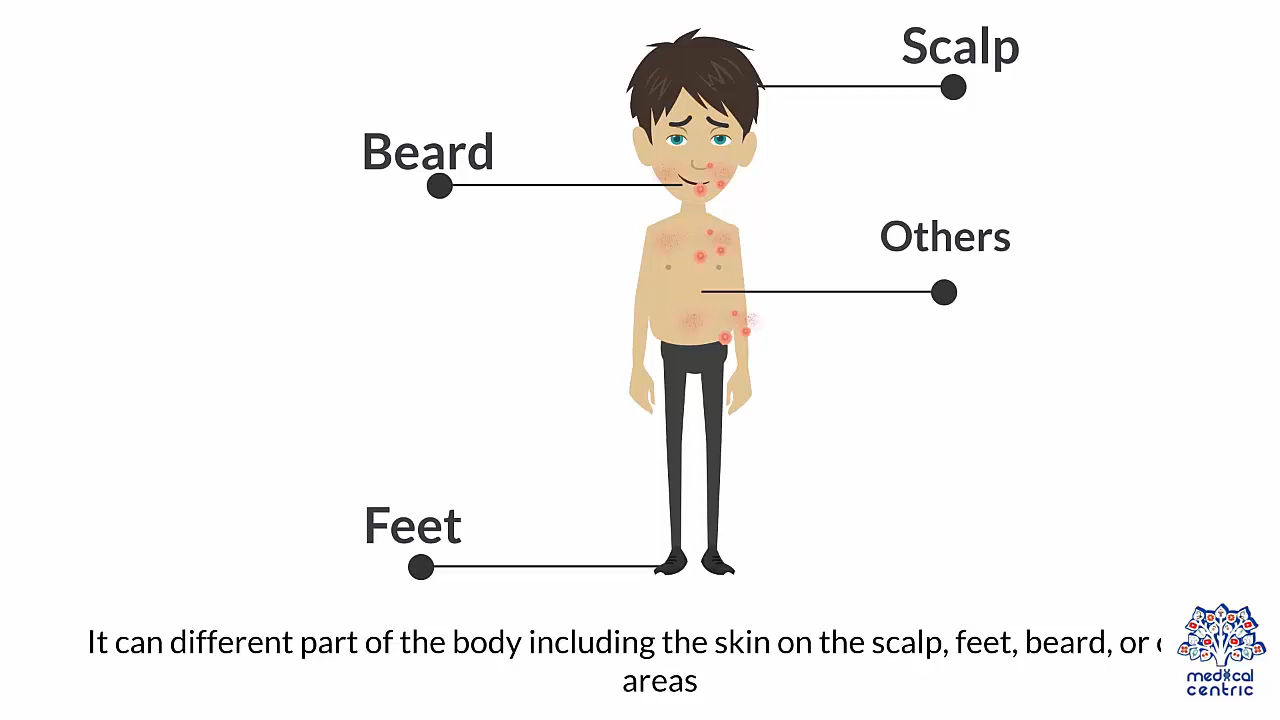 Scalp
Beard
Others
Feet
It can different part of the body including the skin on the scalp, feet, beard, or
areas
medical
centric